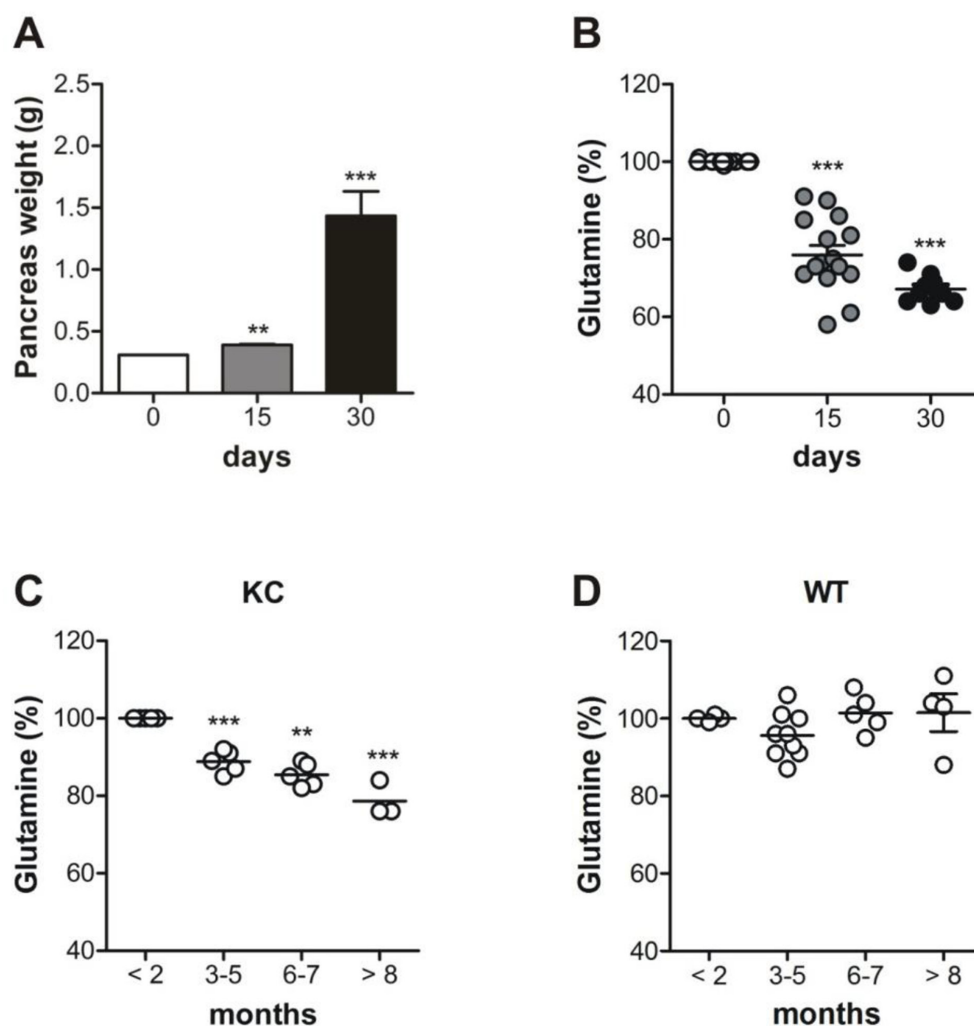 A
Pancreas weight (g)
2.5
2.0
1.5
1.0
0.5
0.0
**
***
0 15 30
days
B
Glutamine (%)
120
100
80
60
40
***
***
0 15 30
days
C
KC
Glutamine (%)
120
100
80
60
40
***
**
***
< 2 3-5 6-7 > 8
months
D
WT
Glutamine (%)
120
100
80
60
40
< 2 3-5 6-7 > 8
months